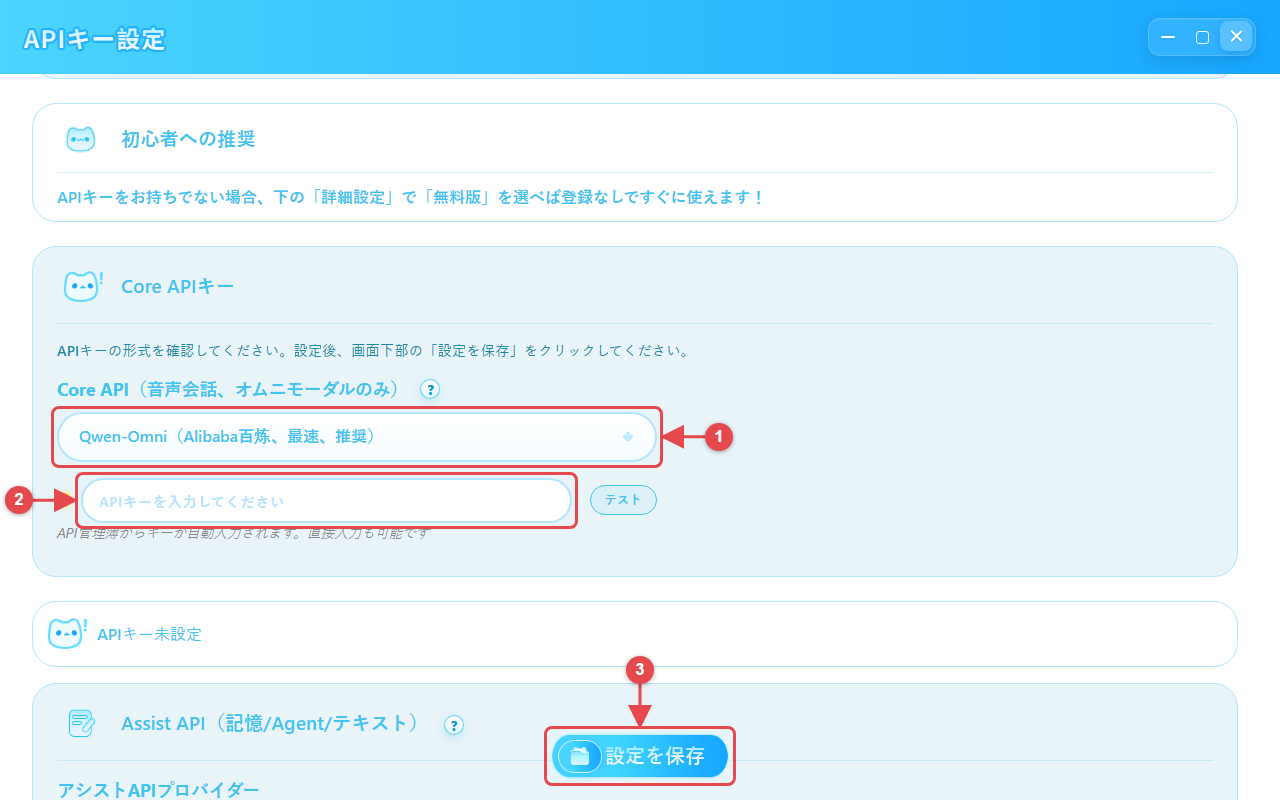 APIキー設定
初心者への推奨
APIキーをお持ちでない場合、下の「詳細設定」で「無料版」を選べば登録なしですぐに使えます！
Core APIキー
APIキーの形式を確認してください。設定後、画面下部の「設定を保存」をクリックしてください。
Core API（音声会話、オムニモーダルのみ） ?
Qwen-Omni（Alibaba百炼、最速、推奨）
1
2
APIキーを入力してください
テスト
API管理簿からキーが自動入力されます。直接入力も可能です
APIキー未設定
3
Assist API（記憶/Agent/テキスト） ?
設定を保存
アシストAPIプロバイダー